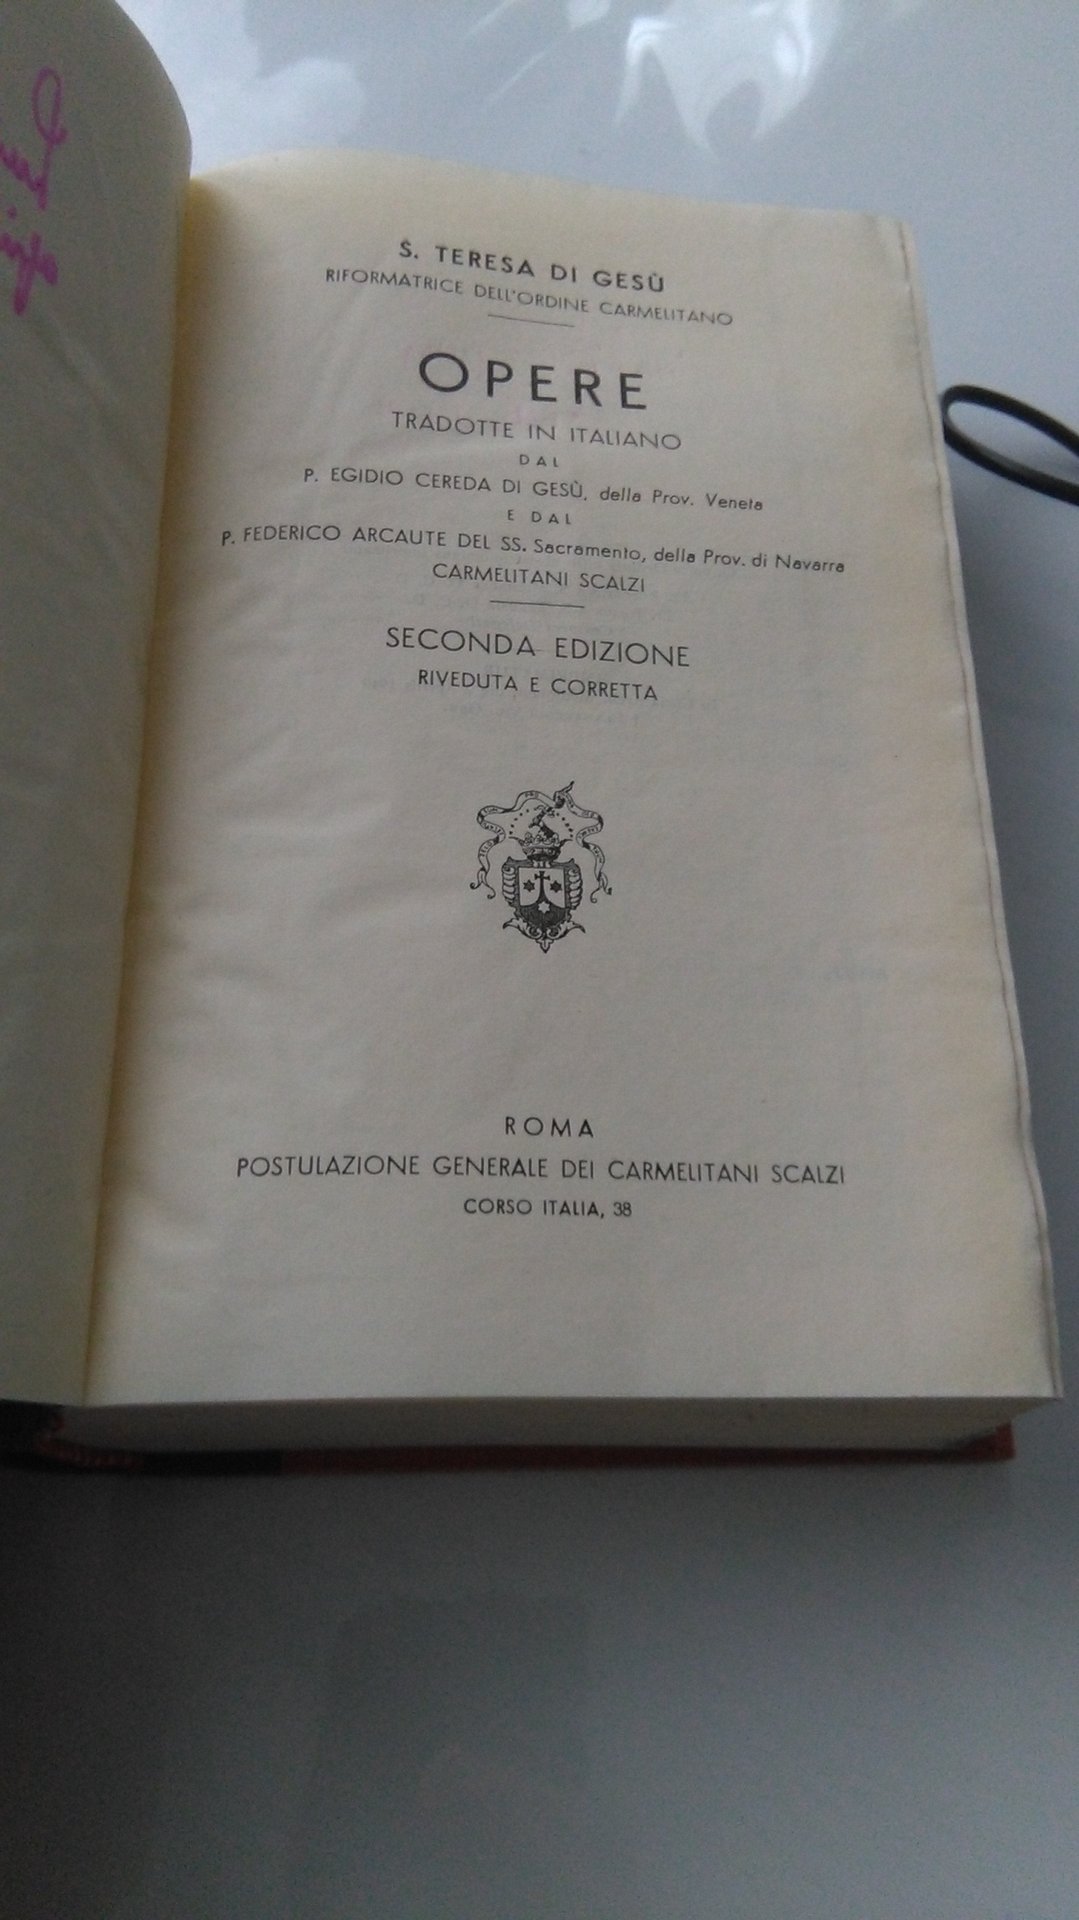 S. TERESA DI GESÙ
RIFORMATRICE DELL'ORDINE CARMELITANO
OPERE
TRADOTTE IN ITALIANO
DAL
P. EGIDIO CEREDA DI GESÙ, della Prov. Veneta
E DAL
P. FEDERICO ARCAUTE DEL SS. Sacramento, della Prov. di Navarra
CARMELITANI SCALZI
SECONDA EDIZIONE
RIVEDUTA E CORRETTA
ROMA
POSTULAZIONE GENERALE DEI CARMELITANI SCALZI
CORSO ITALIA, 38